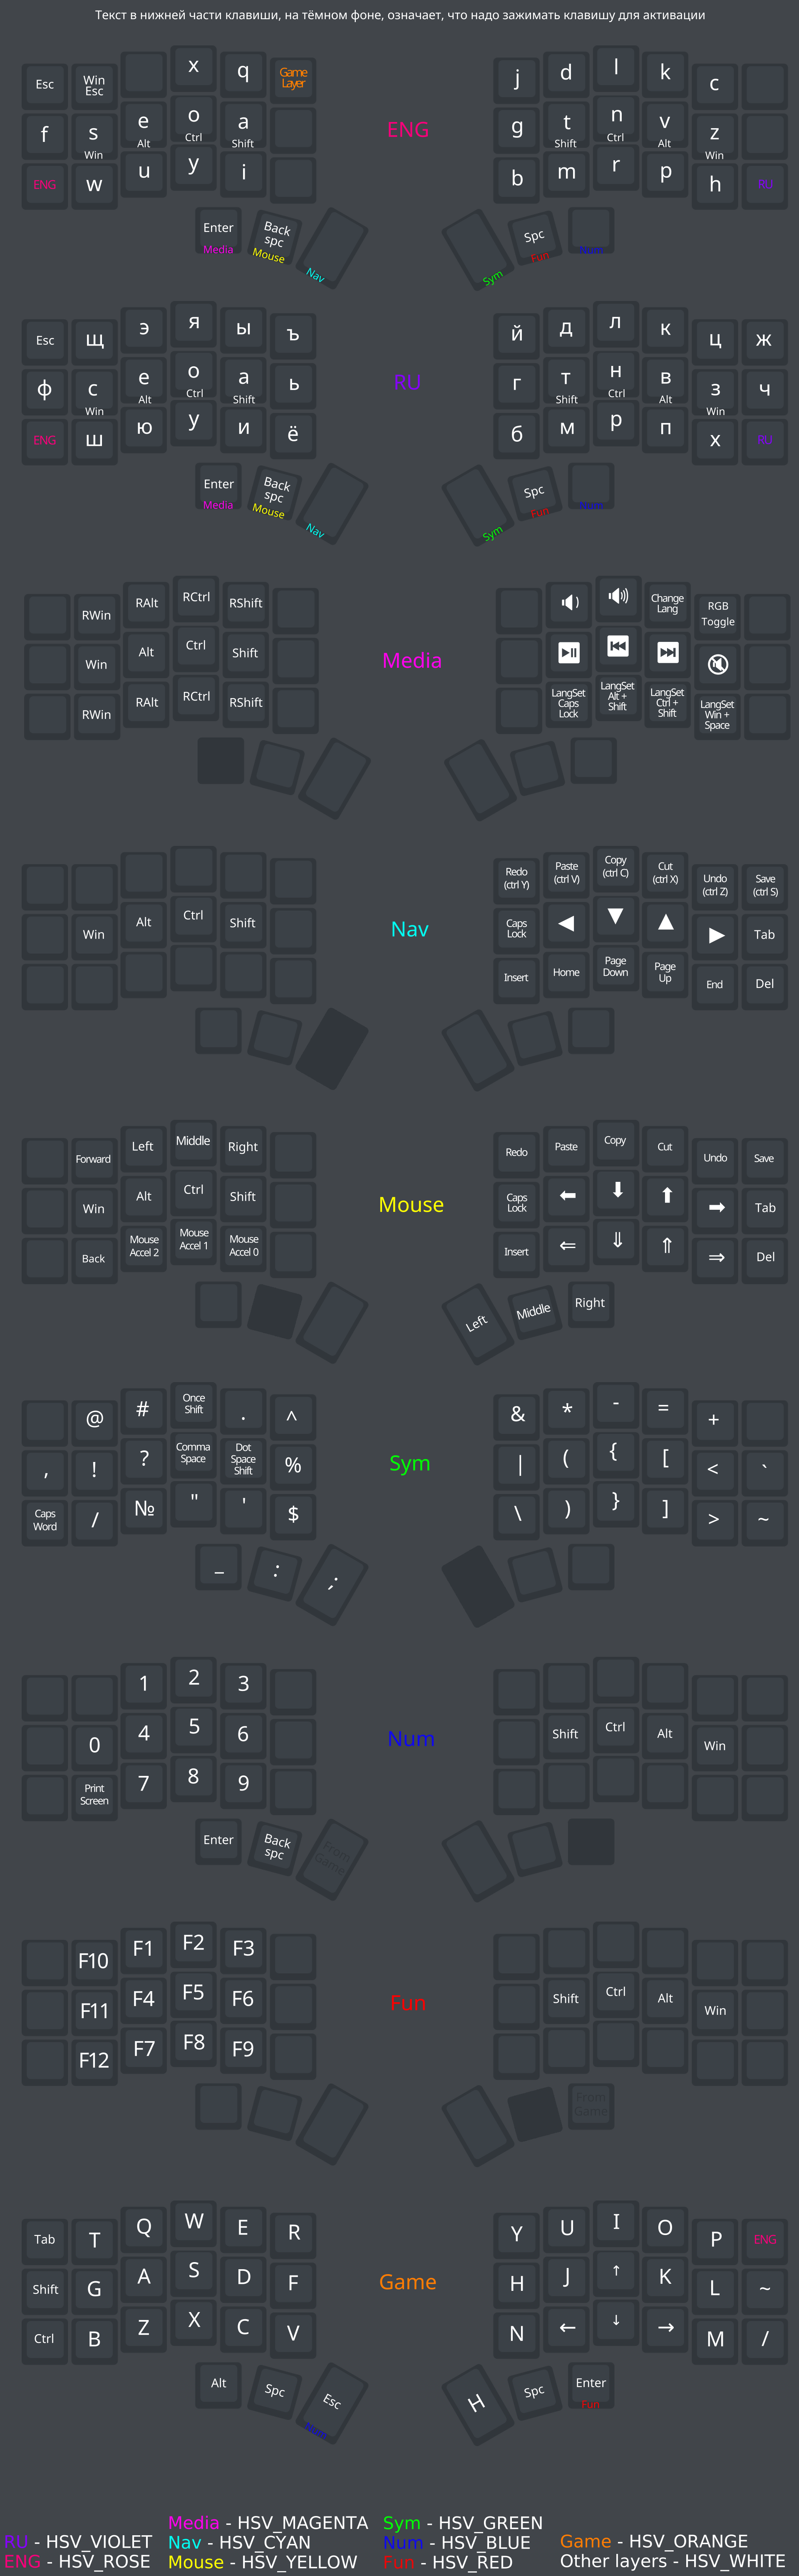 Текст в нижней части клавиши, на тёмном фоне, означает, что надо зажимать клавишу для активации
Esc Win Esc x q Game Layer j d l k c
f s Win e Alt o Ctrl a Shift ENG g t Shift n Ctrl v Alt z Win
ENG w u y i b m r p h RU
Enter Media Back spc Mouse Nav Sym Spc Fun Num
Esc щ э я ы ъ й д л к ц ж
ф с Win е Alt о Ctrl а Shift ь RU г т Shift н Ctrl в Alt з Win ч
ENG ш ю у и ё б м р п х RU
Enter Media Back spc Mouse Nav Sym Spc Fun Num
RWin RAlt RCtrl RShift Change Lang RGB Toggle
Win Alt Ctrl Shift Media
RWin RAlt RCtrl RShift LangSet Caps Lock LangSet Alt + Shift LangSet Ctrl + Shift LangSet Win + Space
Redo (ctrl Y) Paste (ctrl V) Copy (ctrl C) Cut (ctrl X) Undo (ctrl Z) Save (ctrl S)
Win Alt Ctrl Shift Nav Caps Lock ◀ ▼ ▲ ▶ Tab
Insert Home Page Down Page Up End Del
Forward Left Middle Right Redo Paste Copy Cut Undo Save
Win Alt Ctrl Shift Mouse Caps Lock ⬅ ⬇ ⬆ ➡ Tab
Back Mouse Accel 2 Mouse Accel 1 Mouse Accel 0 Insert ⇐ ⇓ ⇑ ⇒ Del
Left Middle Right
@ # Once Shift . ^ & * - = +
, ! ? Comma Space Dot Space Shift % Sym | ( { [ < `
Caps Word / № " ' $ \ ) } ] > ~
_ : ;
1 2 3
0 4 5 6 Num Shift Ctrl Alt Win
Print Screen 7 8 9
Enter Back spc From Game
F10 F1 F2 F3
F11 F4 F5 F6 Fun Shift Ctrl Alt Win
F12 F7 F8 F9
From Game
Tab T Q W E R Y U I O P ENG
Shift G A S D F Game H J ↑ K L ~
Ctrl B Z X C V N ← ↓ → M /
Alt Spc Esc Num H Spc Enter Fun
Media - HSV_MAGENTA Sym - HSV_GREEN
RU - HSV_VIOLET Nav - HSV_CYAN Num - HSV_BLUE Game - HSV_ORANGE
ENG - HSV_ROSE Mouse - HSV_YELLOW Fun - HSV_RED Other layers - HSV_WHITE